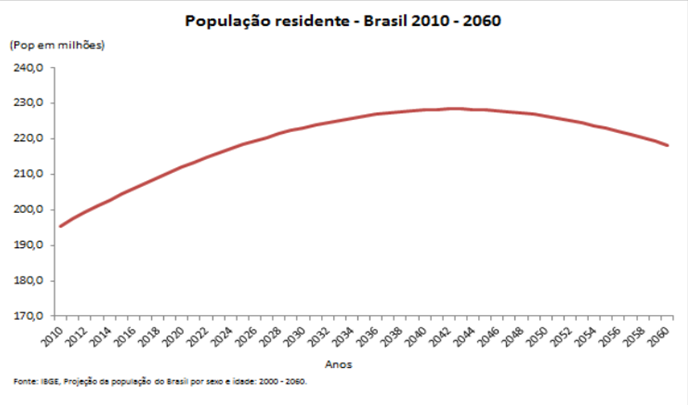 População residente - Brasil 2010 - 2060
(Pop em milhões)
240,0
230,0
220,0
210,0
200,0
190,0
180,0
170,0
2010 2012 2014 2016 2018 2020 2022 2024 2026 2028 2030 2032 2034 2036 2038 2040 2042 2044 2046 2048 2050 2052 2054 2056 2058 2060
Anos
Fonte: IBGE, Projeção da população do Brasil por sexo e idade: 2000 - 2060.